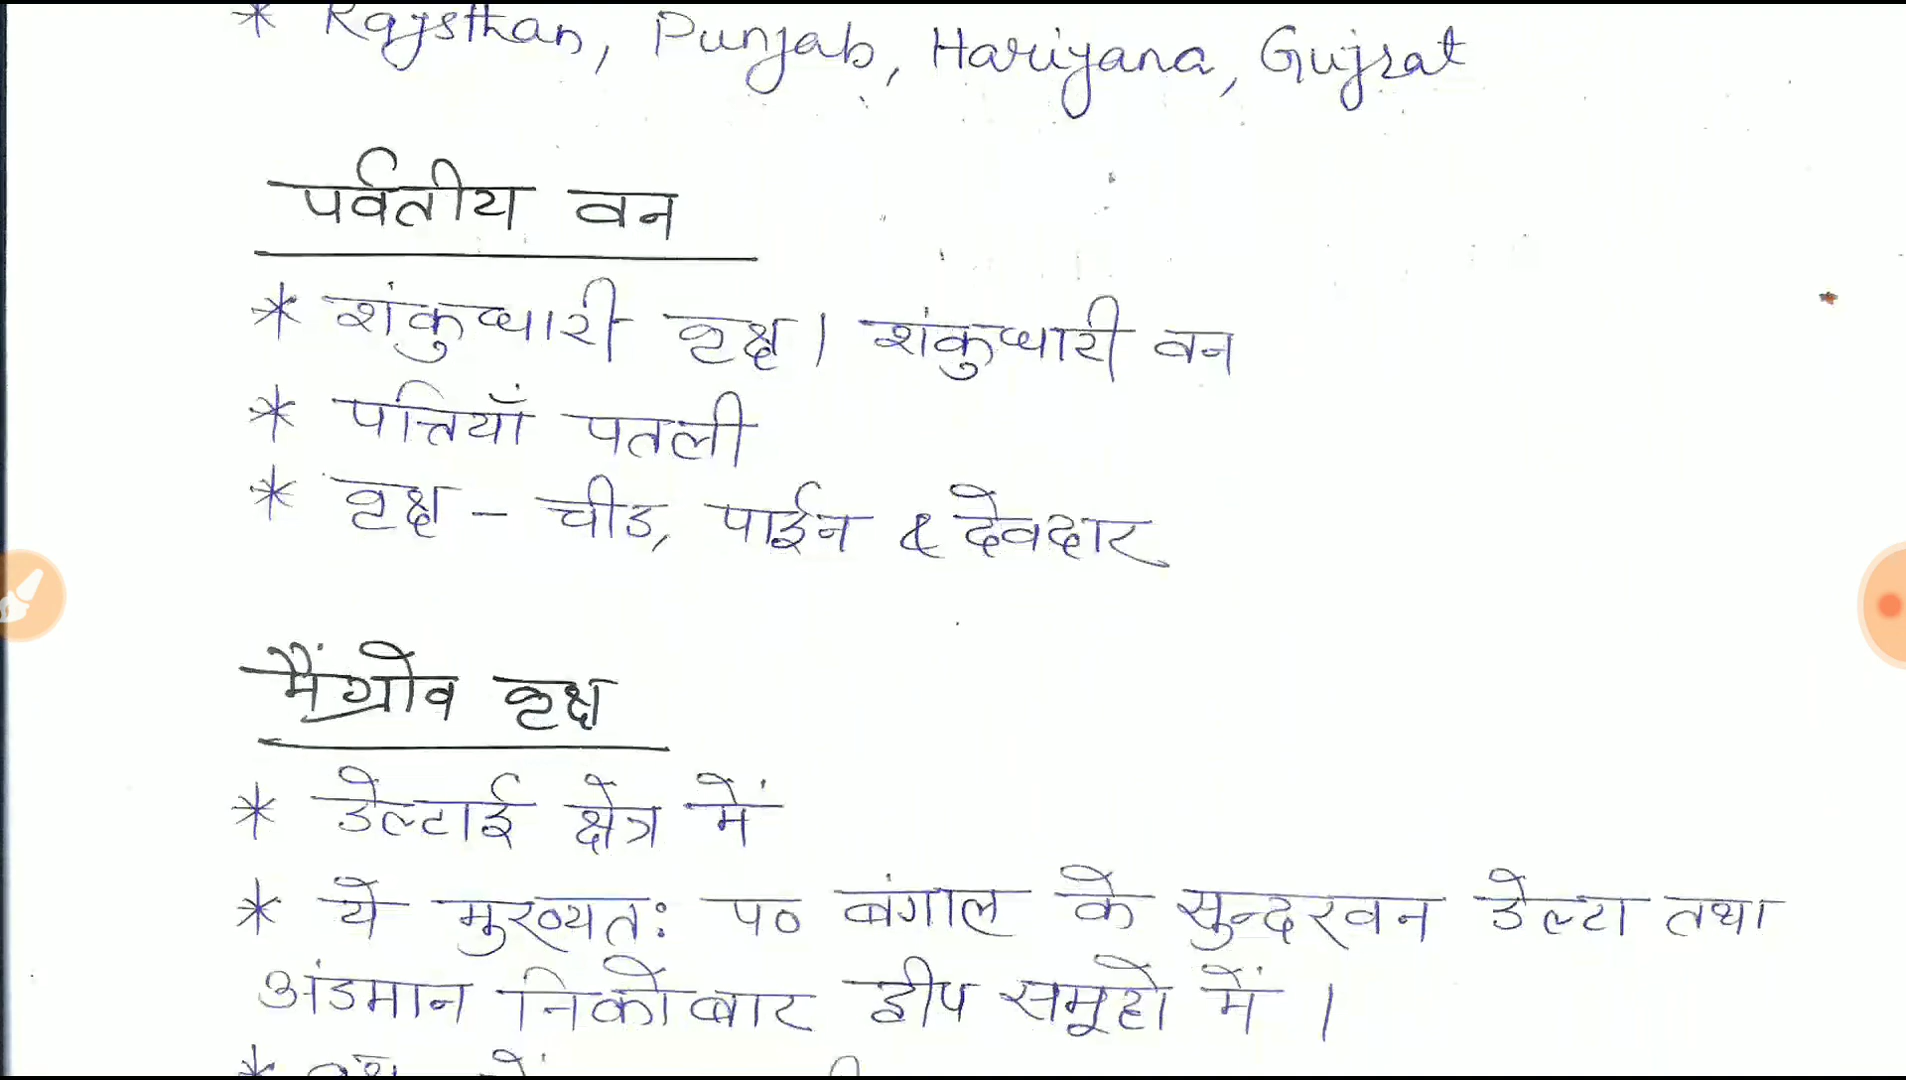 * Rajsthan, Punjab, Hariyana, Gujrat
पर्वतीय वन
* शंकुधारी वृक्ष । शंकुधारी वन
* पत्तियाँ पतली
* वृक्ष - चीड, पाईन & देवदार
मैंग्रोव वृक्ष
* डेल्टाई क्षेत्र में
* ये मुख्यतः प० बंगाल के सुन्दरवन डेल्टा तथा
अंडमान निकोबार द्वीप समूहो में ।
*